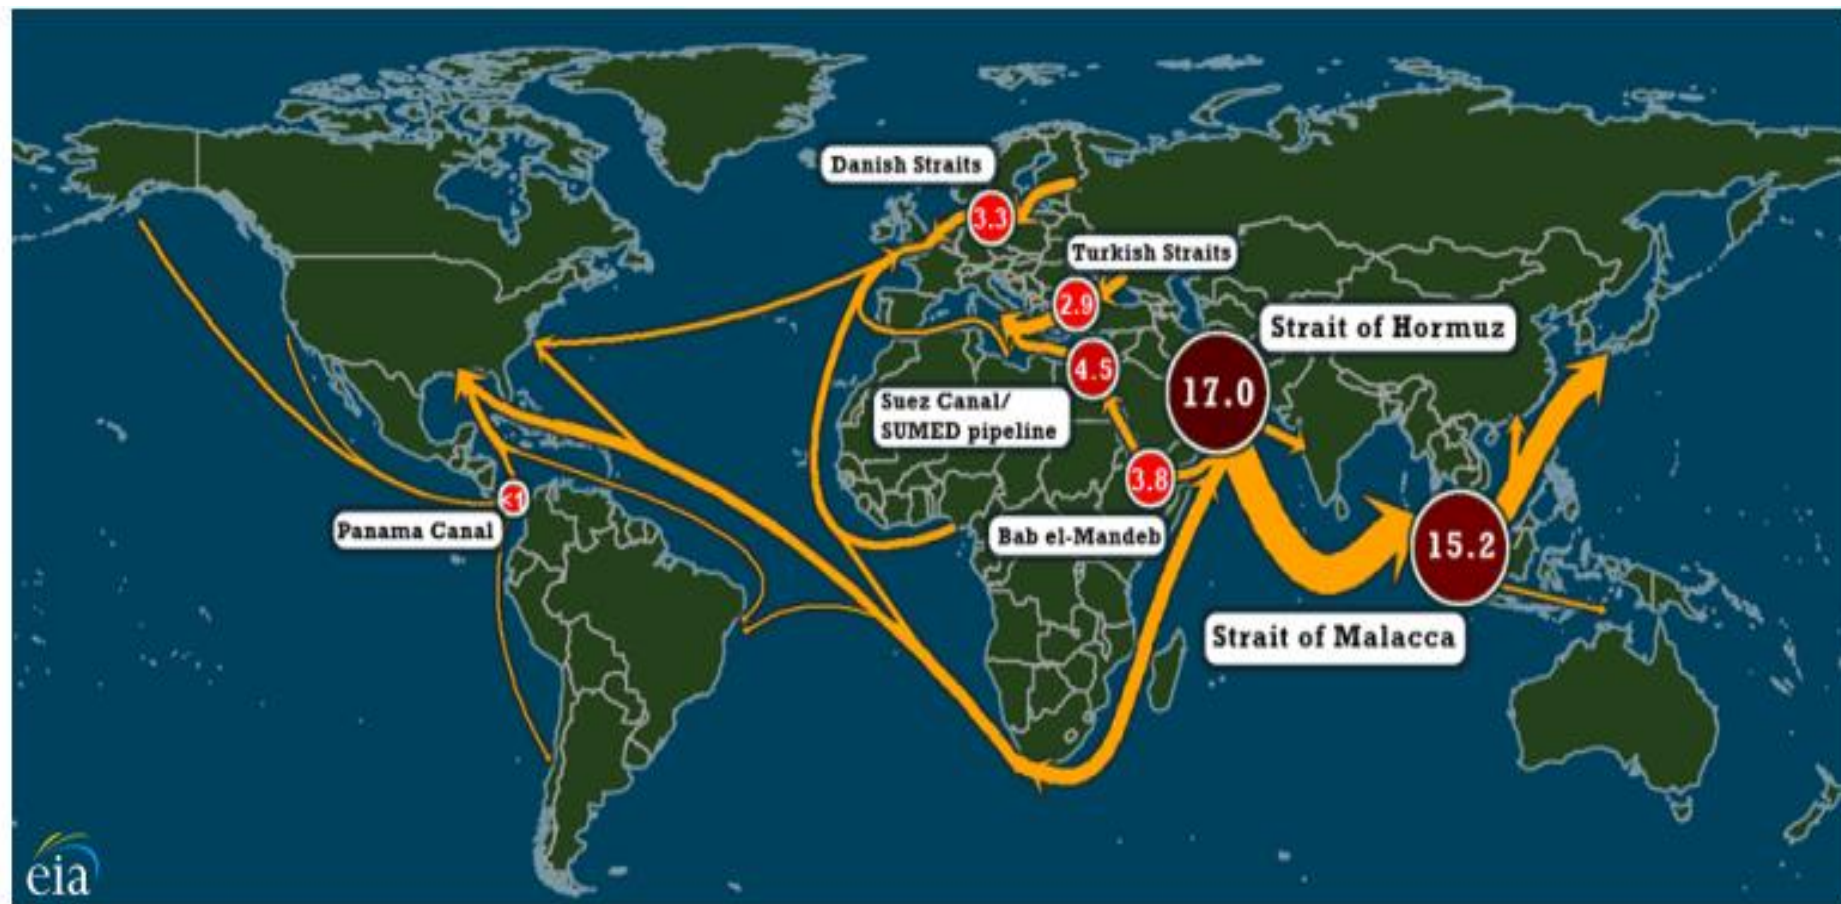 Danish Straits
3.3
Turkish Straits
2.9
Strait of Hormuz
4.5
17.0
Suez Canal/
SUMED pipeline
3.8
<1
Panama Canal
Bab el-Mandeb
15.2
Strait of Malacca
eia